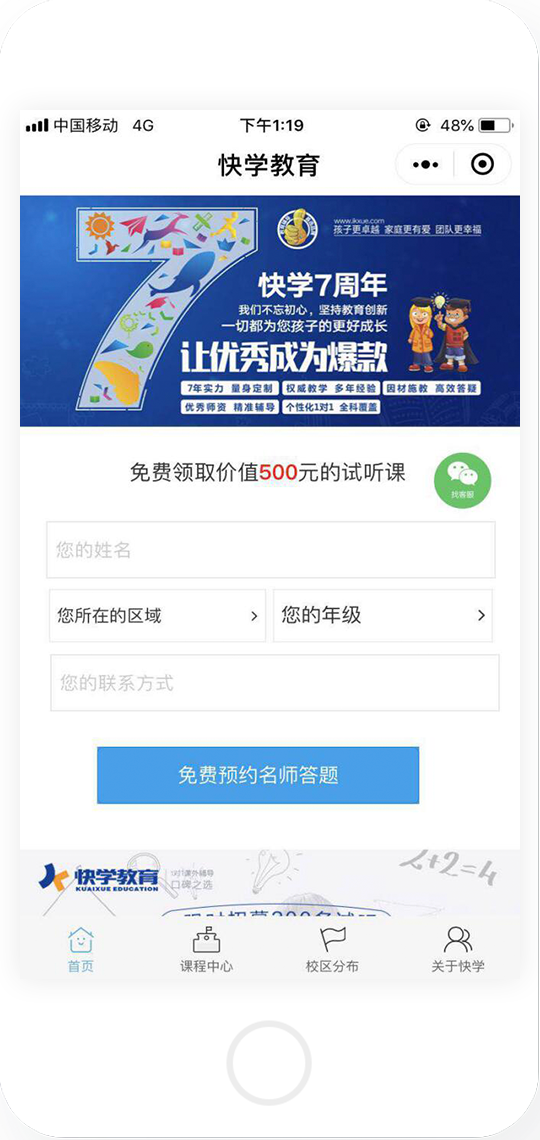 中国移动 4G 下午1:19 48%
快学教育
www.ikxue.com
孩子更卓越 家庭更有爱 团队更幸福
快学7周年
我们不忘初心，坚持教育创新
一切都为您孩子的更好成长
让优秀成为爆款
7年实力 量身定制 权威教学 多年经验 因材施教 高效答疑
优秀师资 精准辅导 个性化1对1 全科覆盖
免费领取价值500元的试听课
找客服
您的姓名
您所在的区域 您的年级
您的联系方式
免费预约名师答题
快学教育
KUAIXUE EDUCATION
1对1课外辅导
口碑之选
2+2=4
首页 课程中心 校区分布 关于快学